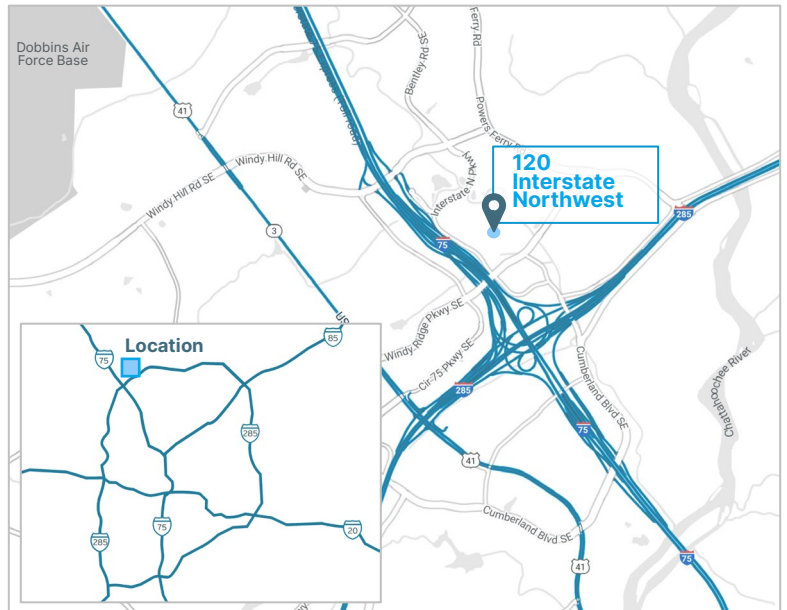 Dobbins Air
Force Base
Bentley Rd SE
Ferry Rd
Powers Ferry Rd
41
Windy Hill Rd SE
Windy Hill Rd SE
Interstate N Pkwy
120
Interstate
Northwest
285
75
3
US
Windy Ridge Pkwy SE
Cir 75 Pkwy SE
285
Cumberland Blvd SE
Chattahoochee River
75
41
Cumberland Blvd SE
41
75
Location
75
85
285
285
75
20